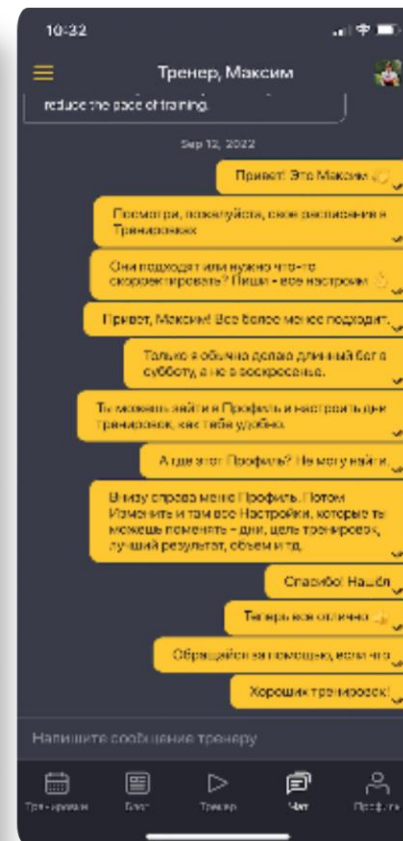 10:32
Тренер, Максим
reduce the pace of training.
Sep 12, 2022
Привет! Это Максим
Посмотри, пожалуйста, свое расписание в
Тренировках
Они подходят или нужно что-то
скорректировать? Пиши - все настроим
Привет, Максим! Все более менее подходит.
Только я обычно делаю длинный бег в
субботу, а не в воскресенье.
Ты можешь зайти в Профиль и настроить дни
тренировок, как тебе удобно.
А где этот Профиль? Не могу найти.
Внизу справа меню Профиль. Потом
Изменить и там все Настройки, которые ты
можешь поменять - дни, цель тренировок,
лучший результат, объем и тд.
Спасибо! Нашёл
Теперь все отлично
Обращайся за помощью, если что
Хороших тренировок!
Напишите сообщение тренеру
Тренировки
Блог
Трекер
Чат
Профиль